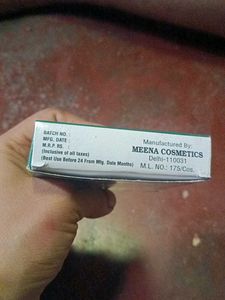 BATCH NO. :
MFG. DATE
M.R.P. RS.
(Inclusive of all taxes)
(Best Use Before 24 From Mfg. Date Months)
Manufactured By:
MEENA COSMETICS
Delhi-110031
M.L. NO.: 175/Cos.